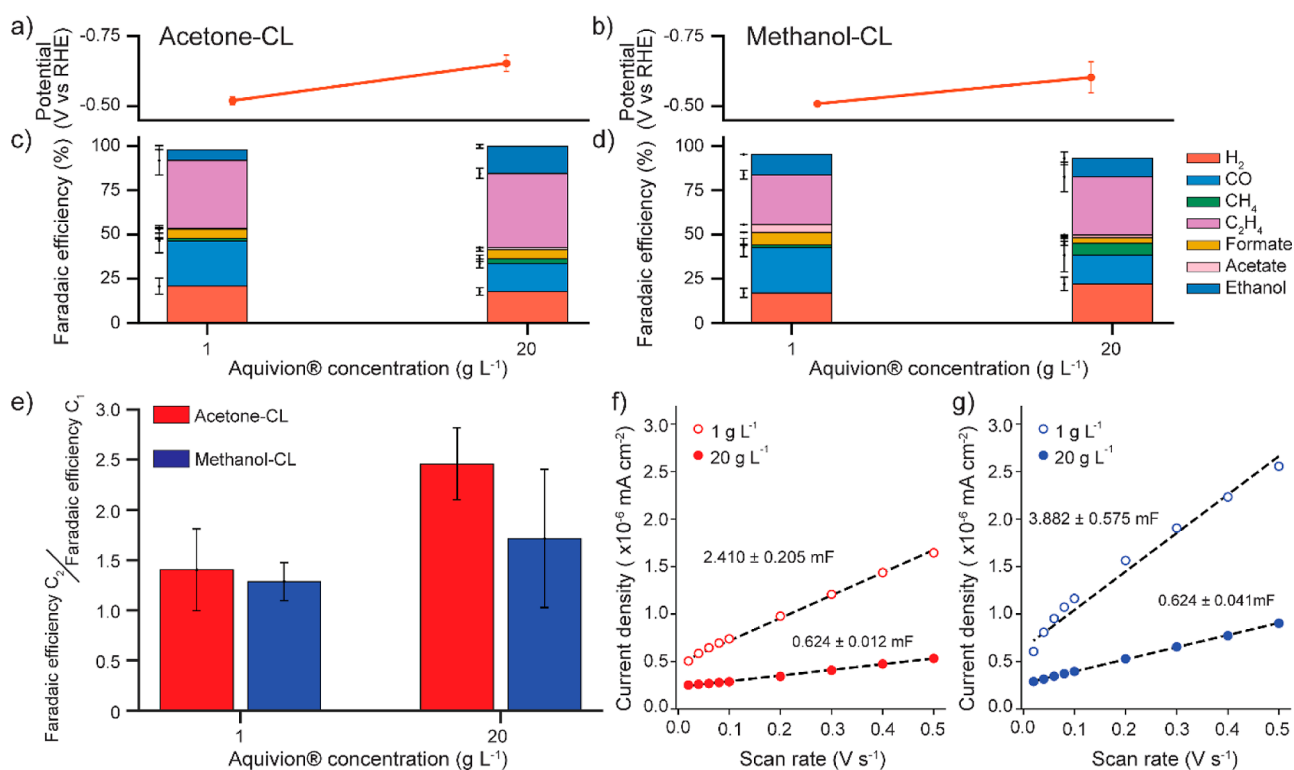 a)
Acetone-CL
Potential
(V vs RHE)
-0.75
-0.50
b)
Methanol-CL
Potential
(V vs RHE)
-0.75
-0.50
c)
Faradaic efficiency (%)
100
75
50
25
0
1
20
Aquivion® concentration (g L⁻¹)
d)
Faradaic efficiency (%)
100
75
50
25
0
1
20
Aquivion® concentration (g L⁻¹)
H₂
CO
CH₄
C₂H₄
Formate
Acetate
Ethanol
e)
Faradaic efficiency C₂/Faradaic efficiency C₁
3.0
2.5
2.0
1.5
1.0
0.5
0
Acetone-CL
Methanol-CL
1
20
Aquivion® concentration (g L⁻¹)
f)
Current density ( x10⁻⁶ mA cm⁻²)
3.0
2.5
2.0
1.5
1.0
0.5
0.0
1 g L⁻¹
20 g L⁻¹
2.410 ± 0.205 mF
0.624 ± 0.012 mF
0.0 0.1 0.2 0.3 0.4 0.5
Scan rate (V s⁻¹)
g)
Current density ( x10⁻⁶ mA cm⁻²)
3.0
2.5
2.0
1.5
1.0
0.5
0.0
1 g L⁻¹
20 g L⁻¹
3.882 ± 0.575 mF
0.624 ± 0.041mF
0.0 0.1 0.2 0.3 0.4 0.5
Scan rate (V s⁻¹)